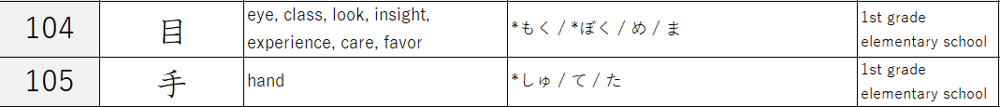 104 目 eye, class, look, insight, experience, care, favor *もく / *ぼく / め / ま 1st grade elementary school
105 手 hand *しゅ / て / た 1st grade elementary school